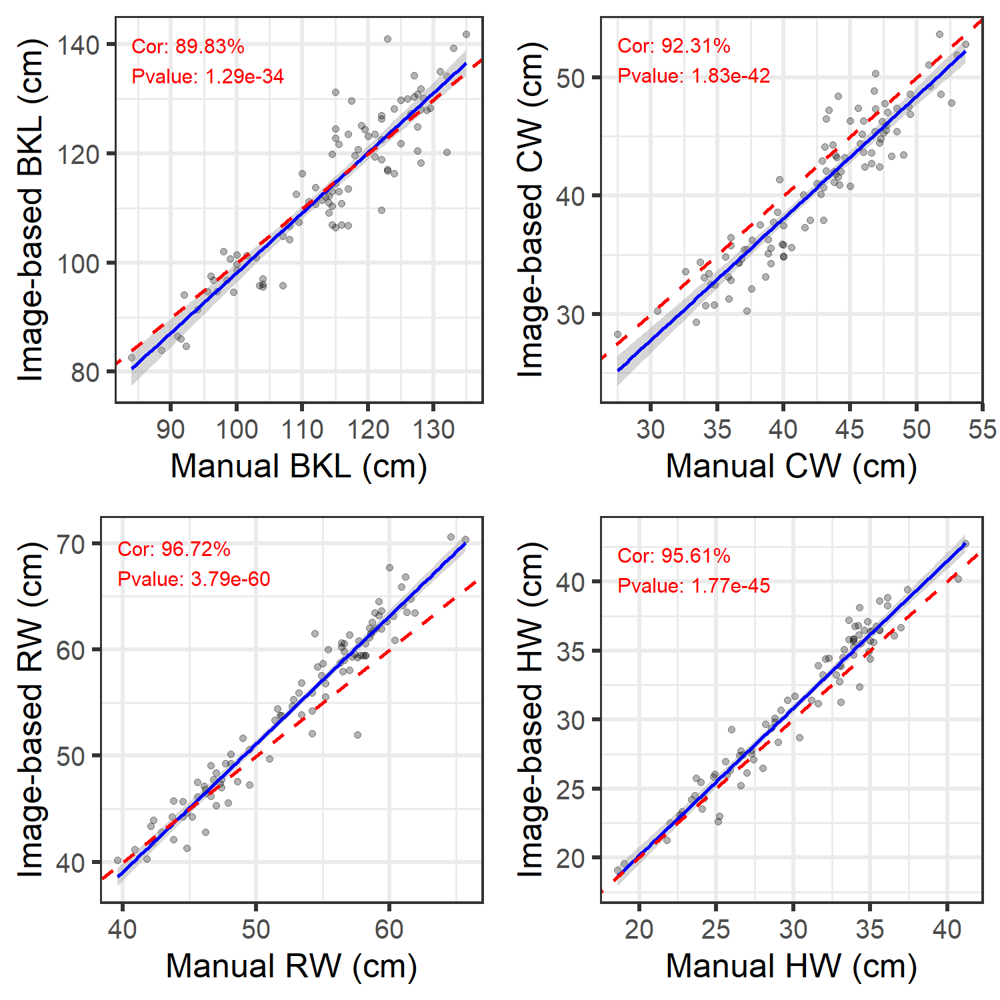 Cor: 89.83%
Pvalue: 1.29e-34
Image-based BKL (cm)
140
120
100
80
90 100 110 120 130
Manual BKL (cm)
Cor: 92.31%
Pvalue: 1.83e-42
Image-based CW (cm)
50
40
30
30 35 40 45 50 55
Manual CW (cm)
Cor: 96.72%
Pvalue: 3.79e-60
Image-based RW (cm)
70
60
50
40
40 50 60
Manual RW (cm)
Cor: 95.61%
Pvalue: 1.77e-45
Image-based HW (cm)
40
35
30
25
20
20 25 30 35 40
Manual HW (cm)